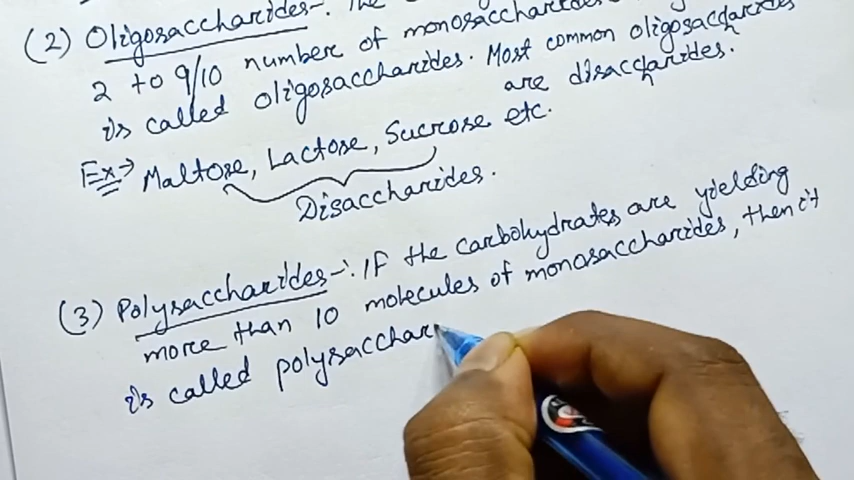 (2) Oligosaccharides-:. The
2 to 9/10 number of monosaccharides
is called oligosaccharides. Most common oligosaccharides
are disaccharides.
Ex→ Maltose, Lactose, Sucrose etc.
Disaccharides.
(3) Polysaccharides-:. If the carbohydrates are yielding
more than 10 molecules of monosaccharides, then it
is called polysacchar